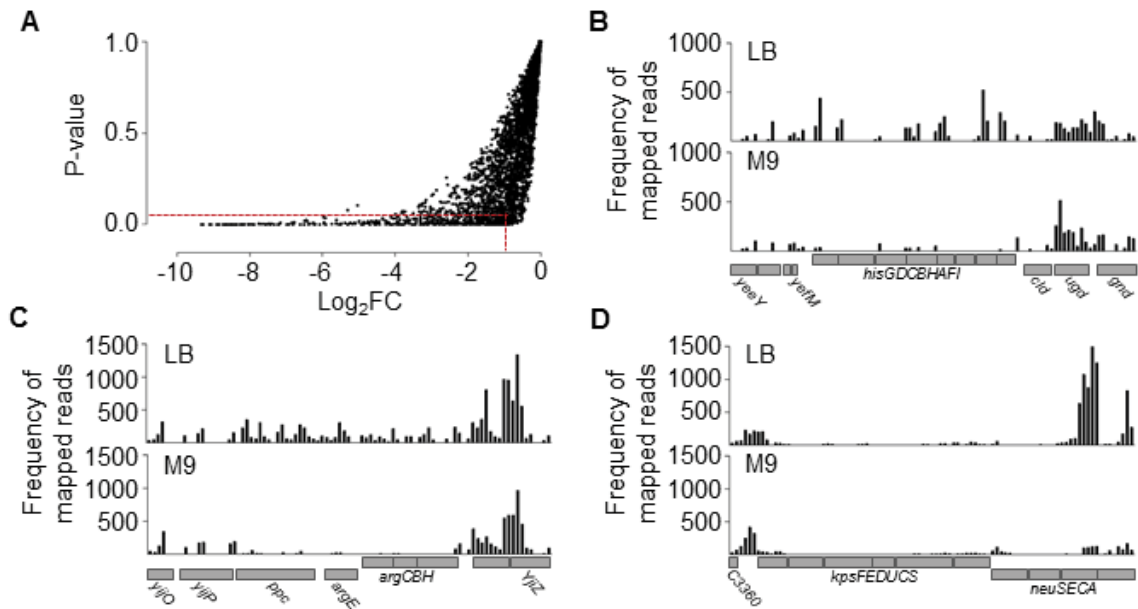 A
P-value
1.0
0.5
0.0
-10
-8
-6
-4
-2
0
Log2FC
B
Frequency of mapped reads
1000
500
LB
1000
500
M9
yeeY
yefM
hisGDCBHAFI
cld
ugd
gnd
C
Frequency of mapped reads
1500
1000
500
LB
1500
1000
500
M9
yijO
yijP
ppc
argE
argCBH
YjiZ
D
Frequency of mapped reads
1500
1000
500
LB
1500
1000
500
M9
C3360
kpsFEDUCS
neuSECA